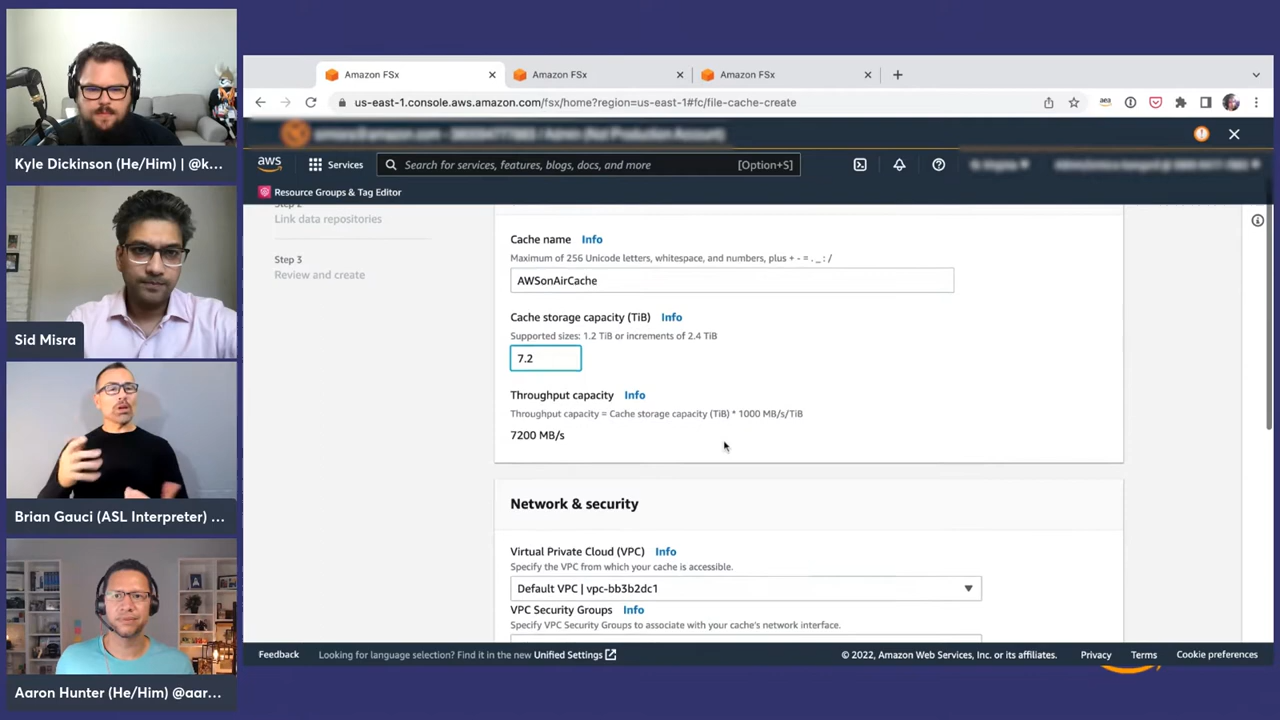 Kyle Dickinson (He/Him) | @k...
Sid Misra
Brian Gauci (ASL Interpreter) ...
Aaron Hunter (He/Him) @aar...
Amazon FSx
Amazon FSx
Amazon FSx
us-east-1.console.aws.amazon.com/fsx/home?region=us-east-1#fc/file-cache-create
aws
Services
Search for services, features, blogs, docs, and more
[Option+S]
Resource Groups & Tag Editor
Link data repositories
Step 3
Review and create
Cache name Info
Maximum of 256 Unicode letters, whitespace, and numbers, plus + - = . _ : /
AWSonAirCache
Cache storage capacity (TiB) Info
Supported sizes: 1.2 TiB or increments of 2.4 TiB
7.2
Throughput capacity Info
Throughput capacity = Cache storage capacity (TiB) * 1000 MB/s/TiB
7200 MB/s
Network & security
Virtual Private Cloud (VPC) Info
Specify the VPC from which your cache is accessible.
Default VPC | vpc-bb3b2dc1
VPC Security Groups Info
Specify VPC Security Groups to associate with your cache's network interface.
Feedback
Looking for language selection? Find it in the new Unified Settings
© 2022, Amazon Web Services, Inc. or its affiliates.
Privacy
Terms
Cookie preferences